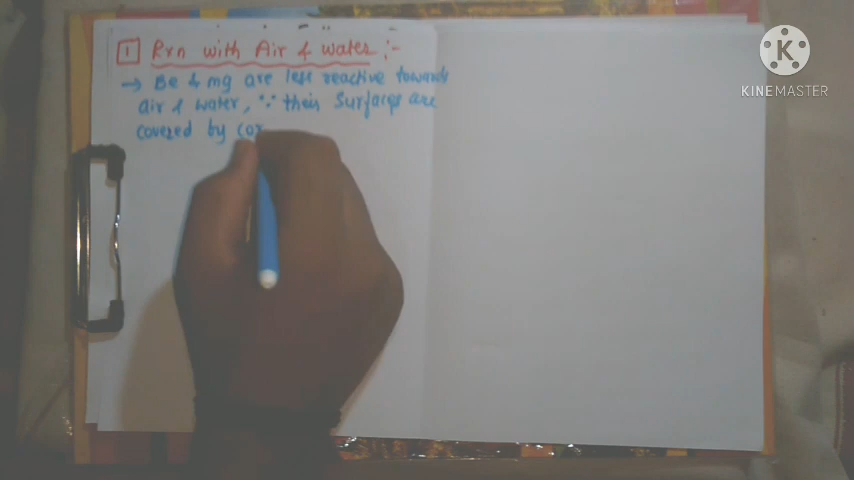 1 Rxn with Air & water :-
→ Be & mg are less reactive towards
air & water, ∵ their Surfaces are
covered by cor
K
KINEMASTER